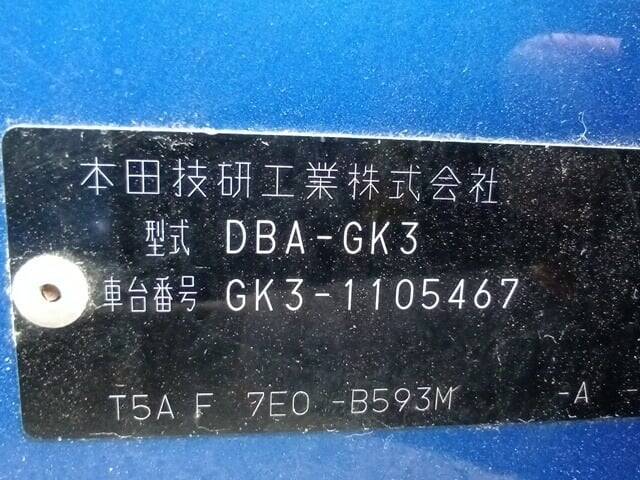 本田技研工業株式会社
型式 DBA-GK3
車台番号 GK3-1105467
T5A F 7E0 -B593M -A -